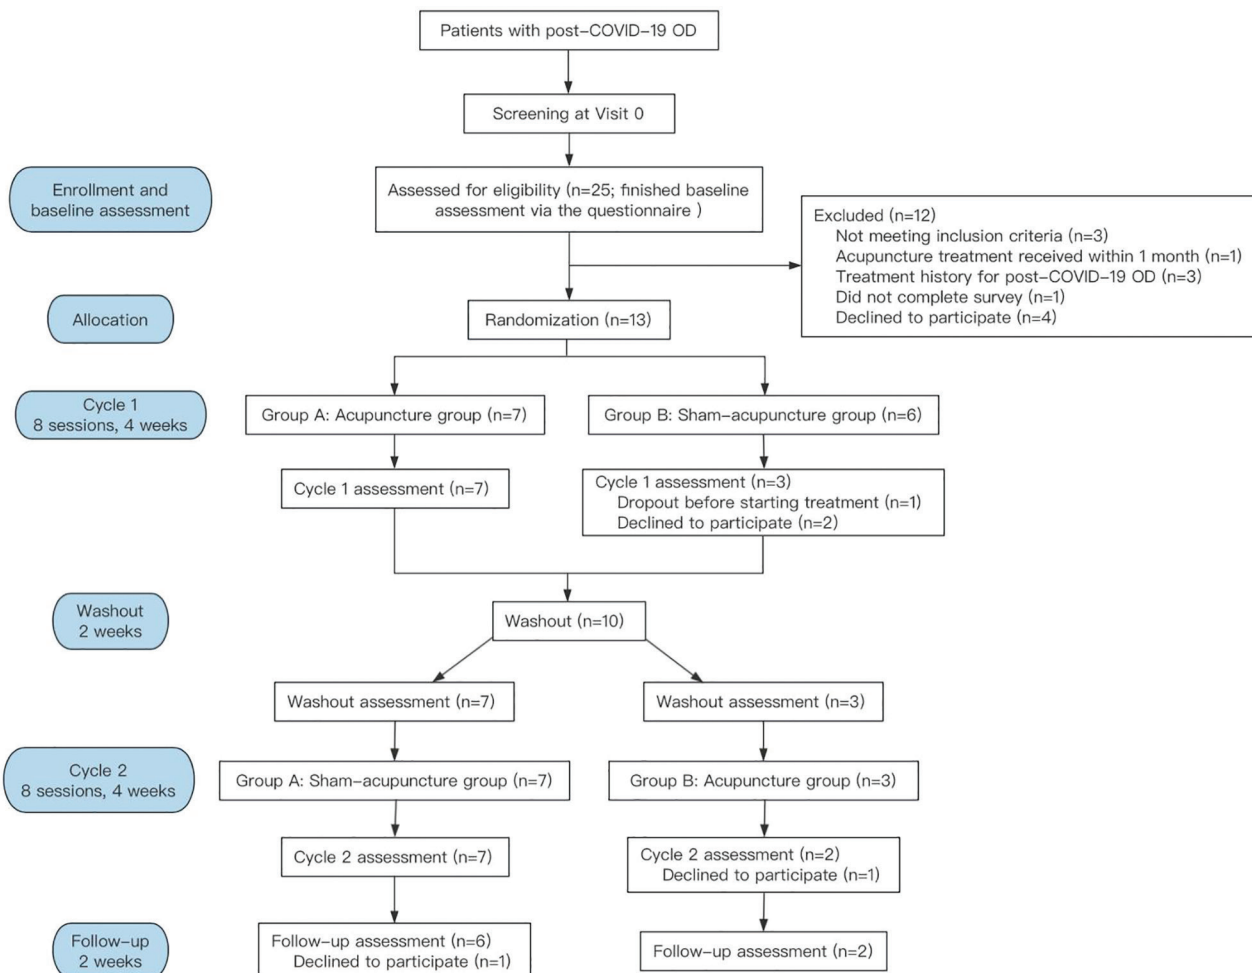 Patients with post–COVID–19 OD
Screening at Visit 0
Enrollment and
baseline assessment
Assessed for eligibility (n=25; finished baseline
assessment via the questionnaire )
Excluded (n=12)
Not meeting inclusion criteria (n=3)
Acupuncture treatment received within 1 month (n=1)
Treatment history for post–COVID–19 OD (n=3)
Did not complete survey (n=1)
Declined to participate (n=4)
Allocation
Randomization (n=13)
Cycle 1
8 sessions, 4 weeks
Group A: Acupuncture group (n=7)
Group B: Sham–acupuncture group (n=6)
Cycle 1 assessment (n=7)
Cycle 1 assessment (n=3)
Dropout before starting treatment (n=1)
Declined to participate (n=2)
Washout
2 weeks
Washout (n=10)
Washout assessment (n=7)
Washout assessment (n=3)
Cycle 2
8 sessions, 4 weeks
Group A: Sham–acupuncture group (n=7)
Group B: Acupuncture group (n=3)
Cycle 2 assessment (n=7)
Cycle 2 assessment (n=2)
Declined to participate (n=1)
Follow–up
2 weeks
Follow–up assessment (n=6)
Declined to participate (n=1)
Follow–up assessment (n=2)